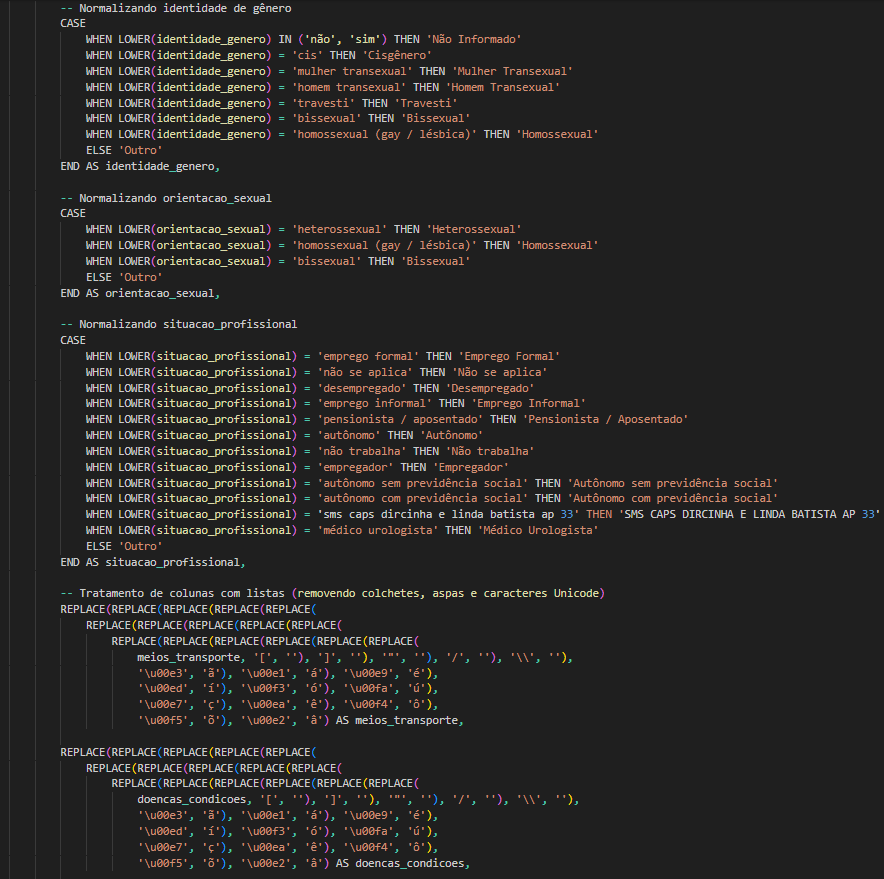 -- Normalizando identidade de gênero
CASE
WHEN LOWER(identidade_genero) IN ('não', 'sim') THEN 'Não Informado'
WHEN LOWER(identidade_genero) = 'cis' THEN 'Cisgênero'
WHEN LOWER(identidade_genero) = 'mulher transexual' THEN 'Mulher Transexual'
WHEN LOWER(identidade_genero) = 'homem transexual' THEN 'Homem Transexual'
WHEN LOWER(identidade_genero) = 'travesti' THEN 'Travesti'
WHEN LOWER(identidade_genero) = 'bissexual' THEN 'Bissexual'
WHEN LOWER(identidade_genero) = 'homossexual (gay / lésbica)' THEN 'Homossexual'
ELSE 'Outro'
END AS identidade_genero,
-- Normalizando orientacao_sexual
CASE
WHEN LOWER(orientacao_sexual) = 'heterossexual' THEN 'Heterossexual'
WHEN LOWER(orientacao_sexual) = 'homossexual (gay / lésbica)' THEN 'Homossexual'
WHEN LOWER(orientacao_sexual) = 'bissexual' THEN 'Bissexual'
ELSE 'Outro'
END AS orientacao_sexual,
-- Normalizando situacao_profissional
CASE
WHEN LOWER(situacao_profissional) = 'emprego formal' THEN 'Emprego Formal'
WHEN LOWER(situacao_profissional) = 'não se aplica' THEN 'Não se aplica'
WHEN LOWER(situacao_profissional) = 'desempregado' THEN 'Desempregado'
WHEN LOWER(situacao_profissional) = 'emprego informal' THEN 'Emprego Informal'
WHEN LOWER(situacao_profissional) = 'pensionista / aposentado' THEN 'Pensionista / Aposentado'
WHEN LOWER(situacao_profissional) = 'autônomo' THEN 'Autônomo'
WHEN LOWER(situacao_profissional) = 'não trabalha' THEN 'Não trabalha'
WHEN LOWER(situacao_profissional) = 'empregador' THEN 'Empregador'
WHEN LOWER(situacao_profissional) = 'autônomo sem previdência social' THEN 'Autônomo sem previdência social'
WHEN LOWER(situacao_profissional) = 'autônomo com previdência social' THEN 'Autônomo com previdência social'
WHEN LOWER(situacao_profissional) = 'sms caps dircinha e linda batista ap 33' THEN 'SMS CAPS DIRCINHA E LINDA BATISTA AP 33'
WHEN LOWER(situacao_profissional) = 'médico urologista' THEN 'Médico Urologista'
ELSE 'Outro'
END AS situacao_profissional,
-- Tratamento de colunas com listas (removendo colchetes, aspas e caracteres Unicode)
REPLACE(REPLACE(REPLACE(REPLACE(REPLACE(
REPLACE(REPLACE(REPLACE(REPLACE(REPLACE(
REPLACE(REPLACE(REPLACE(REPLACE(REPLACE(REPLACE(
meios_transporte, '[', ''), ']', ''), '"', ''), '/', ''), '\\', ''),
'\u00e3', 'ã'), '\u00e1', 'á'), '\u00e9', 'é'),
'\u00ed', 'í'), '\u00f3', 'ó'), '\u00fa', 'ú'),
'\u00e7', 'ç'), '\u00ea', 'ê'), '\u00f4', 'ô'),
'\u00f5', 'õ'), '\u00e2', 'â') AS meios_transporte,
REPLACE(REPLACE(REPLACE(REPLACE(REPLACE(
REPLACE(REPLACE(REPLACE(REPLACE(REPLACE(
REPLACE(REPLACE(REPLACE(REPLACE(REPLACE(REPLACE(
doencas_condicoes, '[', ''), ']', ''), '"', ''), '/', ''), '\\', ''),
'\u00e3', 'ã'), '\u00e1', 'á'), '\u00e9', 'é'),
'\u00ed', 'í'), '\u00f3', 'ó'), '\u00fa', 'ú'),
'\u00e7', 'ç'), '\u00ea', 'ê'), '\u00f4', 'ô'),
'\u00f5', 'õ'), '\u00e2', 'â') AS doencas_condicoes,